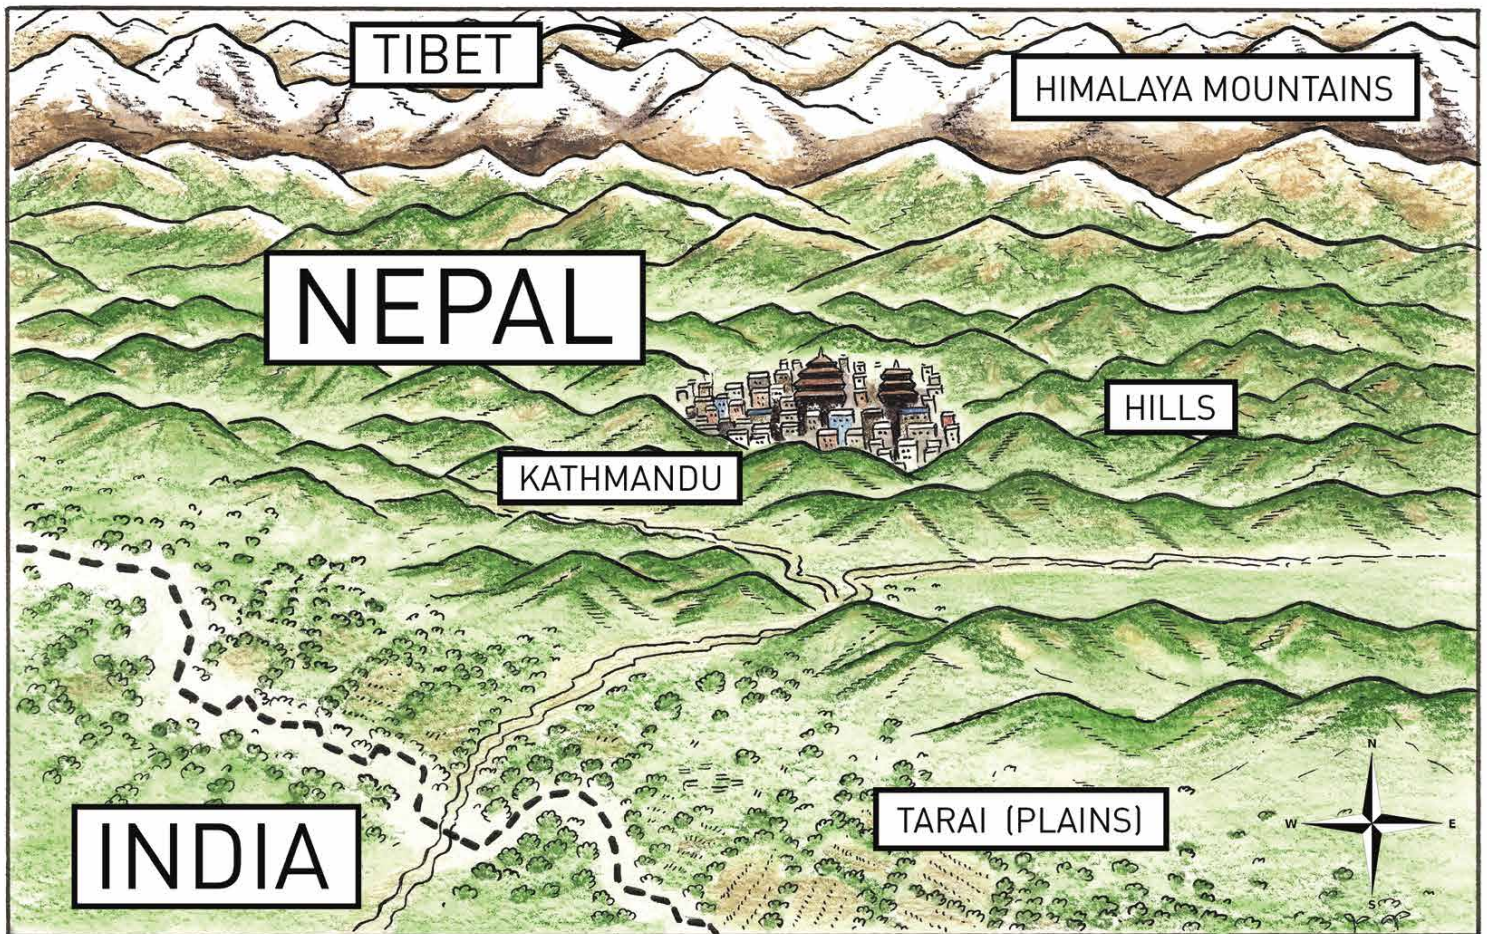 TIBET
HIMALAYA MOUNTAINS
NEPAL
HILLS
KATHMANDU
N
W
E
S
TARAI (PLAINS)
INDIA